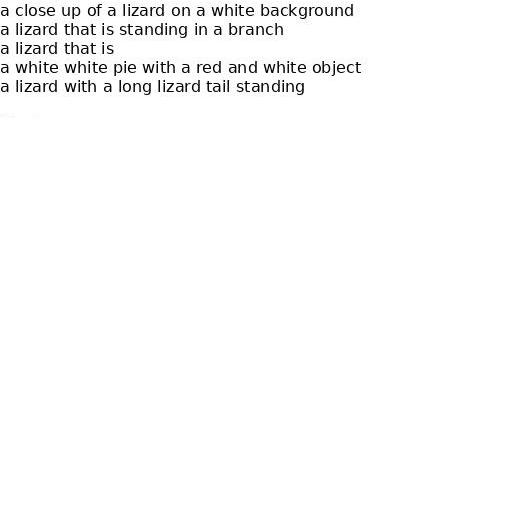 a close up of a lizard on a white background
a lizard that is standing in a branch
a lizard that is
a white white pie with a red and white object
a lizard with a long lizard tail standing